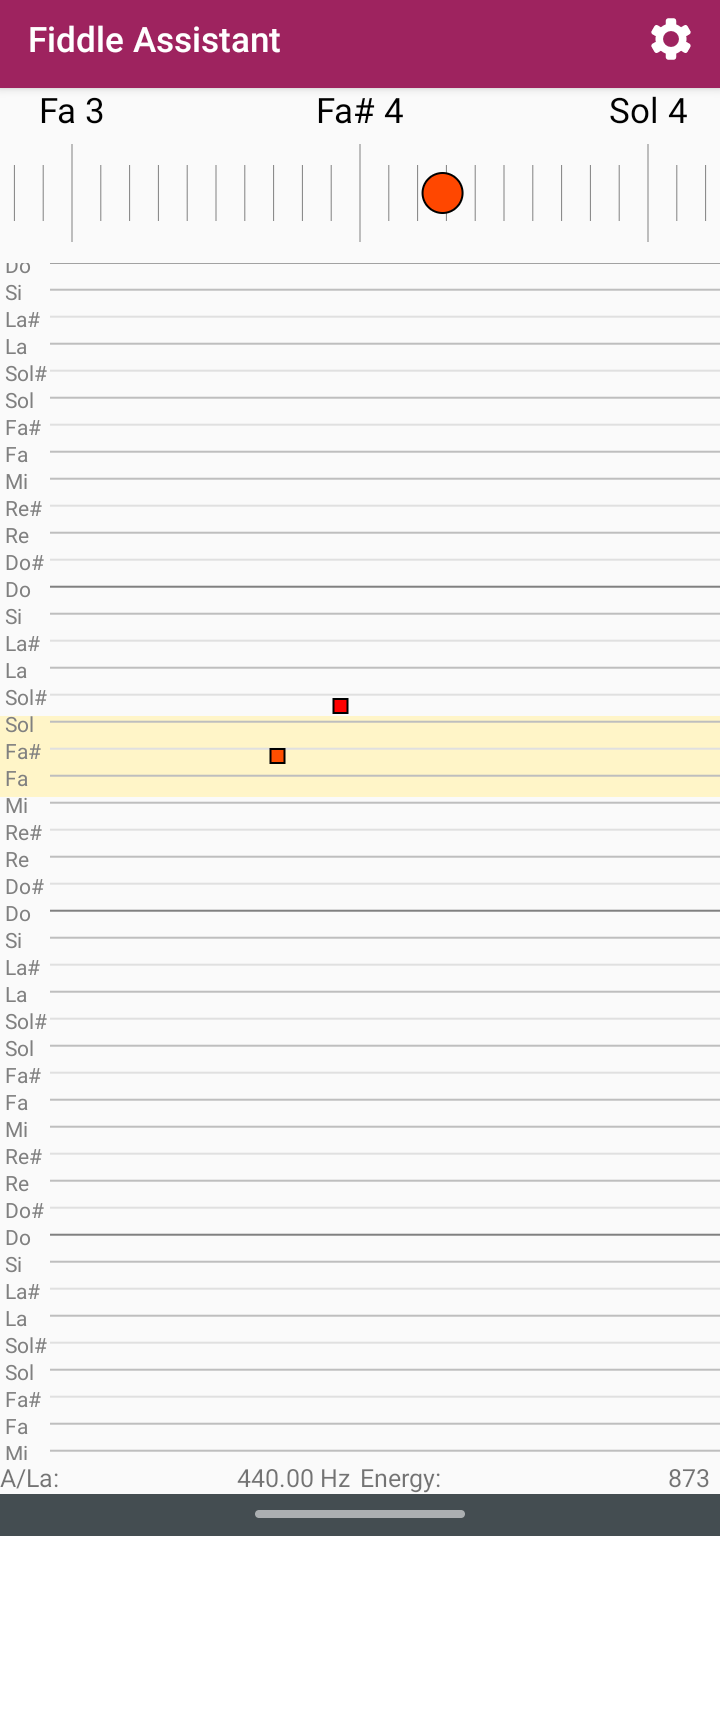 Fiddle Assistant
Fa 3 Fa# 4 Sol 4
Do
Si
La#
La
Sol#
Sol
Fa#
Fa
Mi
Re#
Re
Do#
Do
Si
La#
La
Sol#
Sol
Fa#
Fa
Mi
Re#
Re
Do#
Do
Si
La#
La
Sol#
Sol
Fa#
Fa
Mi
Re#
Re
Do#
Do
Si
La#
La
Sol#
Sol
Fa#
Fa
Mi
A/La: 440.00 Hz Energy: 873